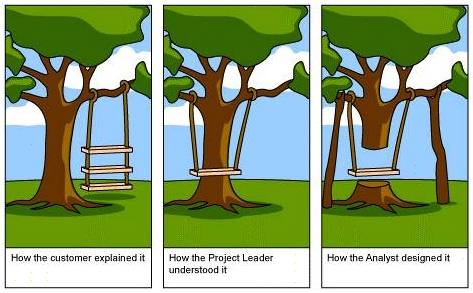 How the customer explained it
How the Project Leader
understood it
How the Analyst designed it